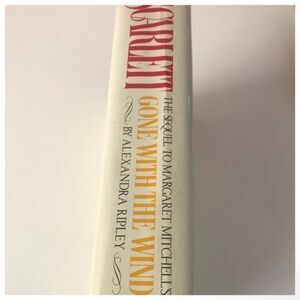 SCARLETT
THE SEQUEL TO MARGARET MITCHELL'S
GONE WITH THE WIND
BY ALEXANDRA RIPLEY